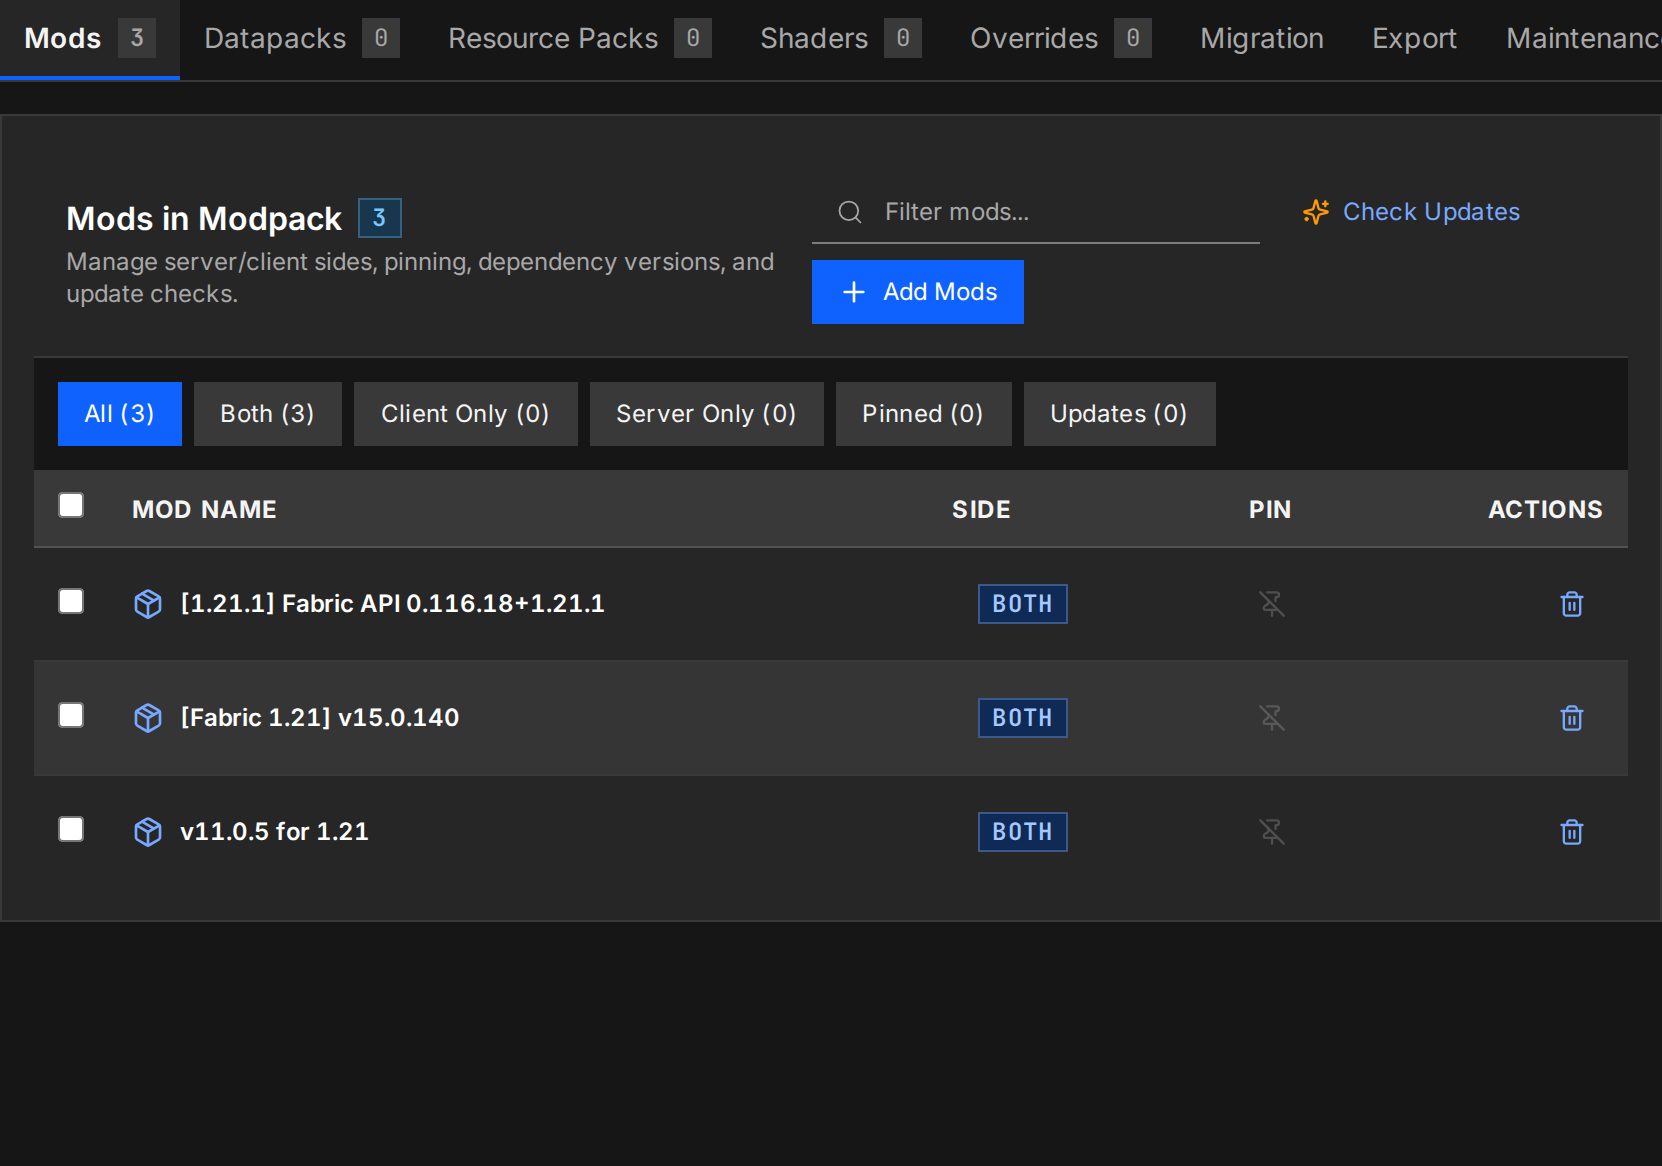 Mods 3 Datapacks 0 Resource Packs 0 Shaders 0 Overrides 0 Migration Export Maintenanc
Mods in Modpack 3
Manage server/client sides, pinning, dependency versions, and
update checks.
Filter mods...
Check Updates
Add Mods
All (3) Both (3) Client Only (0) Server Only (0) Pinned (0) Updates (0)
MOD NAME SIDE PIN ACTIONS
[1.21.1] Fabric API 0.116.18+1.21.1 BOTH
[Fabric 1.21] v15.0.140 BOTH
v11.0.5 for 1.21 BOTH